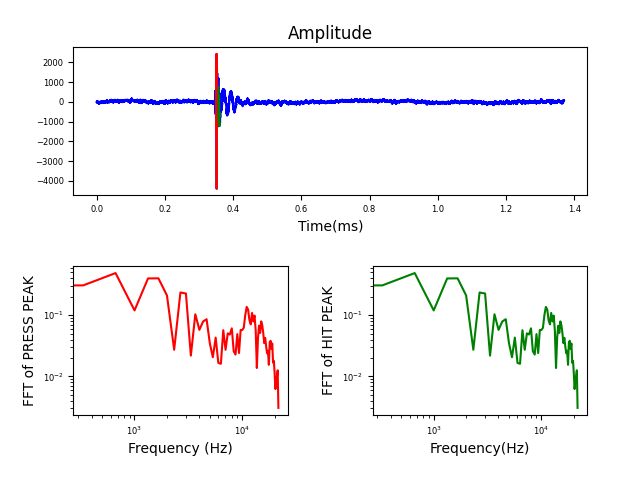 Amplitude
2000
1000
0
−1000
−2000
−3000
−4000
0.0 0.2 0.4 0.6 0.8 1.0 1.2 1.4
Time(ms)
FFT of PRESS PEAK
10⁻¹
10⁻²
10³ 10⁴
Frequency (Hz)
FFT of HIT PEAK
10⁻¹
10⁻²
10³ 10⁴
Frequency(Hz)